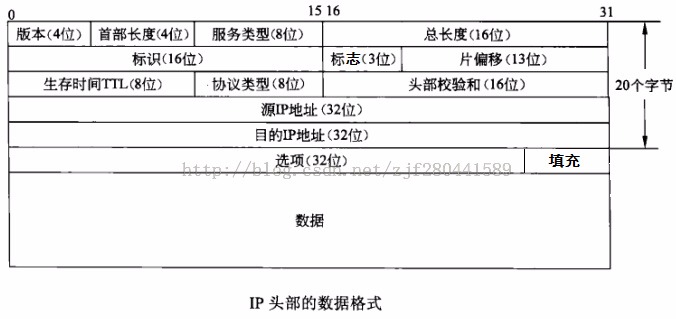 0 15 16 31
版本(4位) 首部长度(4位) 服务类型(8位) 总长度(16位)
标识(16位) 标志(3位) 片偏移(13位)
生存时间TTL(8位) 协议类型(8位) 头部校验和(16位) 20个字节
源IP地址(32位)
目的IP地址(32位)
选项(32位) 填充
http://blog.csdn.net/zjf280441589
数据
IP 头部的数据格式